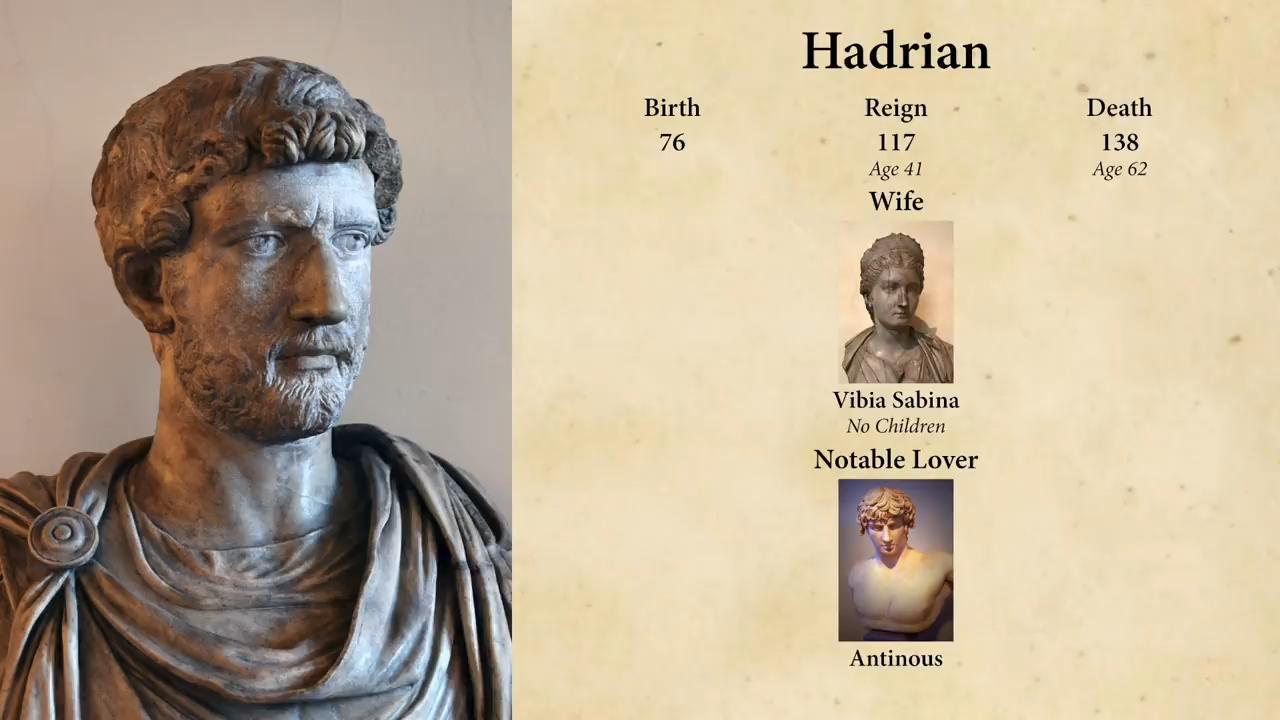 Hadrian
Birth
Reign
Death
76
117
138
Age 41
Age 62
Wife
Vibia Sabina
No Children
Notable Lover
Antinous